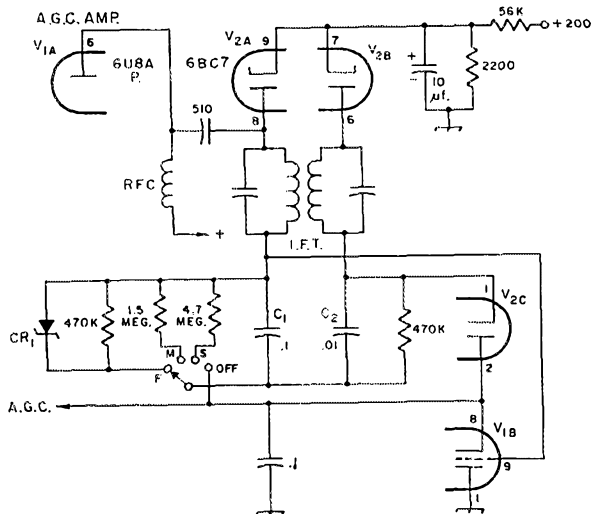 A.G.C. AMP.
V1A
6
6U8A
P.
V2A
9
6BC7
8
7
V2B
6
56K
+200
+
-
10
μf.
2200
510
RFC
+
I.F.T.
CR1
470K
1.5
MEG.
4.7
MEG.
M
S
F
OFF
C1
.1
C2
.01
470K
1
V2C
2
A.G.C.
.1
8
V1B
9
1